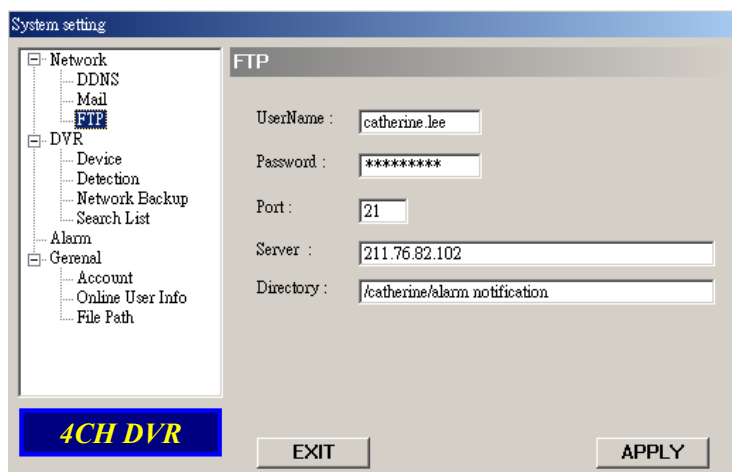 System setting
Network
DDNS
Mail
FTP
DVR
Device
Detection
Network Backup
Search List
Alarm
Gerenal
Account
Online User Info
File Path
4CH DVR
FTP
UserName : catherine.lee
Password : *********
Port : 21
Server : 211.76.82.102
Directory : /catherine/alarm notification
EXIT
APPLY